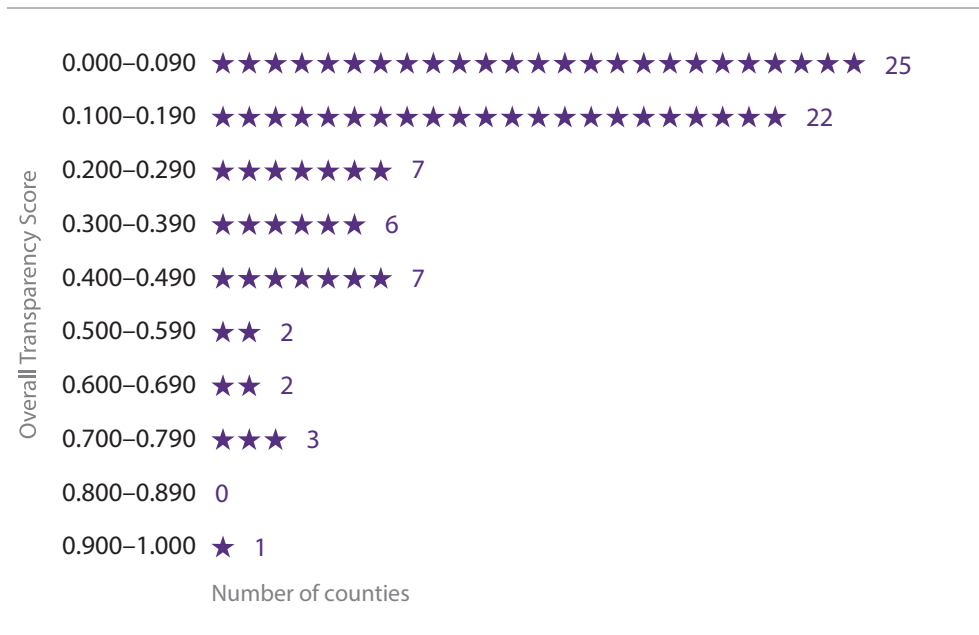 0.000–0.090 ★★★★★★★★★★★★★★★★★★★★★★★★★ 25
0.100–0.190 ★★★★★★★★★★★★★★★★★★★★★★ 22
0.200–0.290 ★★★★★★★ 7
0.300–0.390 ★★★★★★ 6
0.400–0.490 ★★★★★★★ 7
0.500–0.590 ★★ 2
0.600–0.690 ★★ 2
0.700–0.790 ★★★ 3
0.800–0.890 0
0.900–1.000 ★ 1
Overall Transparency Score
Number of counties